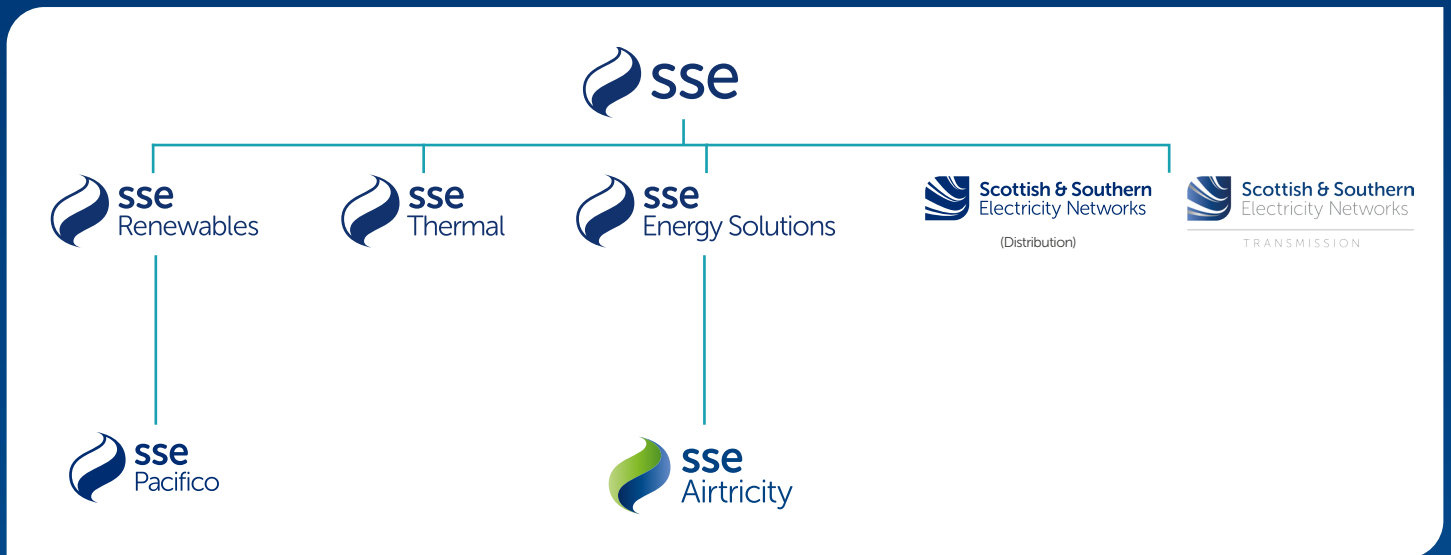 sse
sse
Renewables
sse
Thermal
sse
Energy Solutions
Scottish & Southern
Electricity Networks
(Distribution)
Scottish & Southern
Electricity Networks
TRANSMISSION
sse
Pacifico
sse
Airtricity